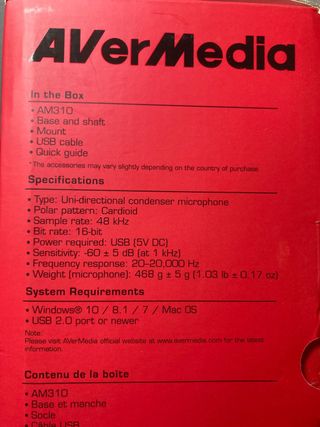 AVerMedia
In the Box
• AM310
• Base and shaft
• Mount
• USB cable
• Quick guide
* The accessories may vary slightly depending on the country of purchase.
Specifications
• Type: Uni-directional condenser microphone
• Polar pattern: Cardioid
• Sample rate: 48 kHz
• Bit rate: 16-bit
• Power required: USB (5V DC)
• Sensitivity: -60 ± 5 dB (at 1 kHz)
• Frequency response: 20–20,000 Hz
• Weight (microphone): 468 g ± 5 g (1.03 lb ± 0.17 oz)
System Requirements
• Windows® 10 / 8.1 / 7 / Mac OS
• USB 2.0 port or newer
Note:
Please visit AVerMedia official website at www.avermedia.com for the latest
information.
Contenu de la boîte
• AM310
• Base et manche
• Socle
• Câble USB